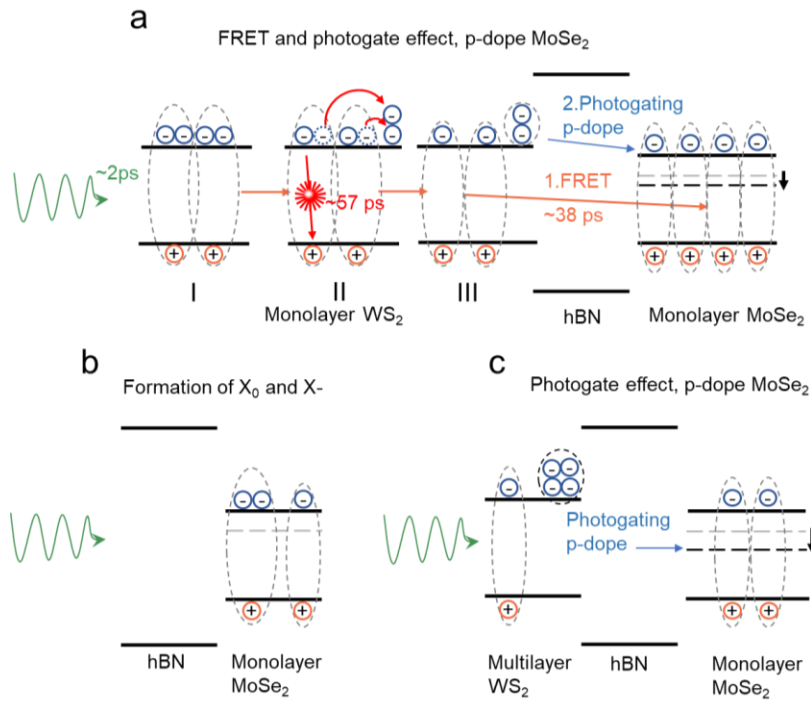 a
FRET and photogate effect, p-dope MoSe₂
~2ps
~57 ps
2.Photogating
p-dope
1.FRET
~38 ps
I
II
III
Monolayer WS₂
hBN
Monolayer MoSe₂
b
Formation of X₀ and X-
hBN
Monolayer
MoSe₂
c
Photogate effect, p-dope MoSe₂
Photogating
p-dope
Multilayer
WS₂
hBN
Monolayer
MoSe₂